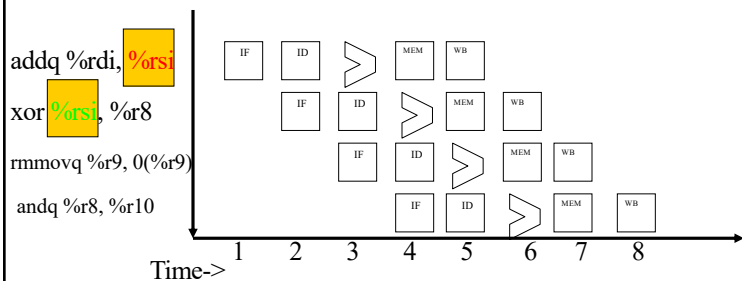 addq %rdi, %rsi IF ID MEM WB
xor %rsi, %r8 IF ID MEM WB
rmmovq %r9, 0(%r9) IF ID MEM WB
andq %r8, %r10 IF ID MEM WB
1 2 3 4 5 6 7 8
Time->